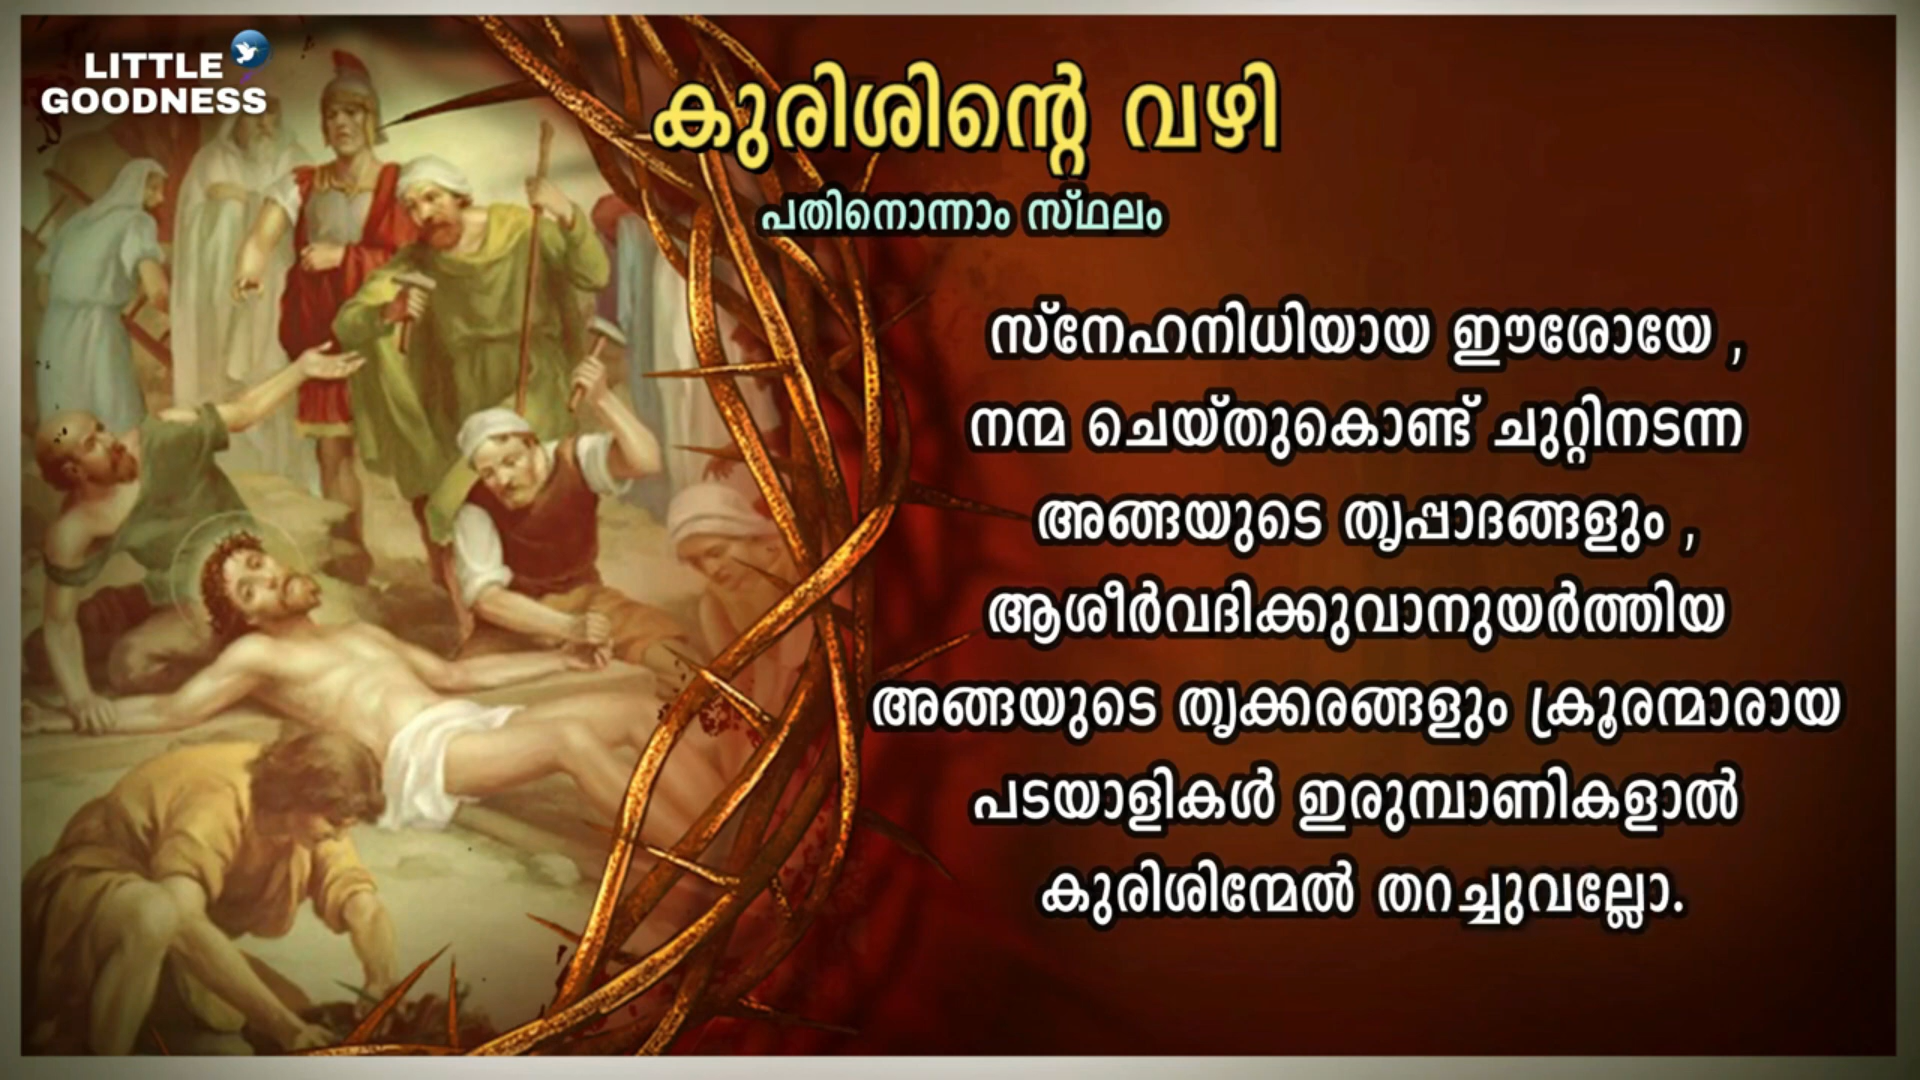 LITTLE
GOODNESS
കുരിശിന്റെ വഴി
പതിനൊന്നാം സ്ഥലം
സ്നേഹനിധിയായ ഈശോയേ ,
നന്മ ചെയ്തുകൊണ്ട് ചുറ്റിനടന്ന
അങ്ങയുടെ തൃപ്പാദങ്ങളും ,
ആശീർവദിക്കുവാനുയർത്തിയ
അങ്ങയുടെ തൃക്കരങ്ങളും ക്രൂരന്മാരായ
പടയാളികൾ ഇരുമ്പാണികളാൽ
കുരിശിന്മേൽ തറച്ചുവല്ലോ.